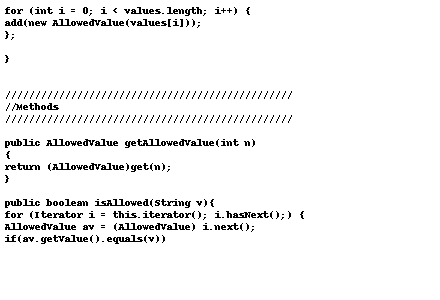 for (int i = 0; i < values.length; i++) {
add(new AllowedValue(values[i]));
};
}
////////////////////////////////////////////////
//Methods
////////////////////////////////////////////////
public AllowedValue getAllowedValue(int n)
{
return (AllowedValue)get(n);
}
public boolean isAllowed(String v){
for (Iterator i = this.iterator(); i.hasNext();) {
AllowedValue av = (AllowedValue) i.next();
if(av.getValue().equals(v))